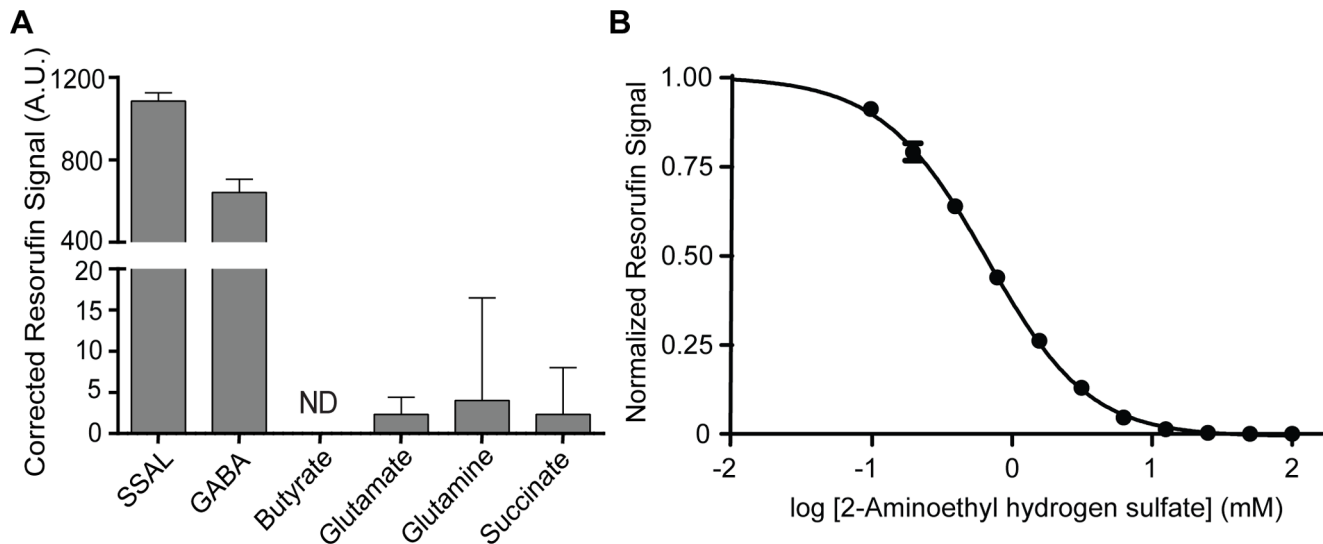 A
Corrected Resorufin Signal (A.U.)
1200
800
400
20
15
10
5
0
ND
SSAL
GABA
Butyrate
Glutamate
Glutamine
Succinate
B
Normalized Resorufin Signal
1.00
0.75
0.50
0.25
0
-2
-1
0
1
2
log [2-Aminoethyl hydrogen sulfate] (mM)